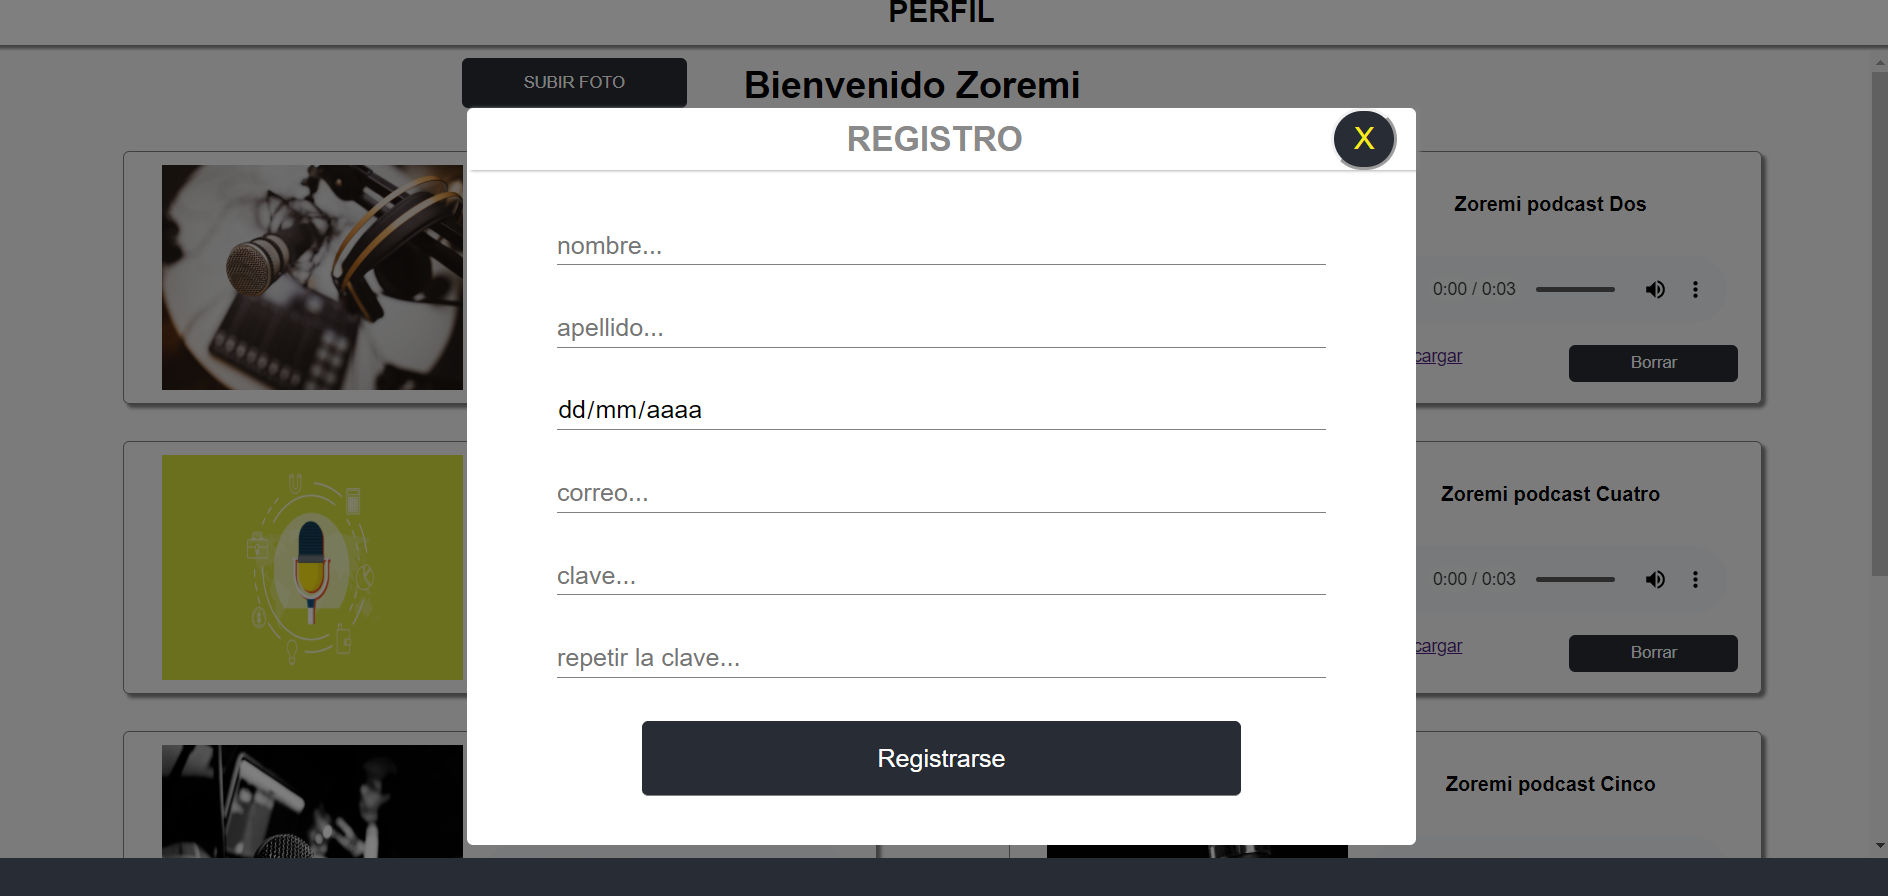 PERFIL
SUBIR FOTO
Bienvenido Zoremi
REGISTRO
X
nombre...
apellido...
dd/mm/aaaa
correo...
clave...
repetir la clave...
Registrarse
Zoremi podcast Dos
0:00 / 0:03
cargar
Borrar
Zoremi podcast Cuatro
0:00 / 0:03
cargar
Borrar
Zoremi podcast Cinco